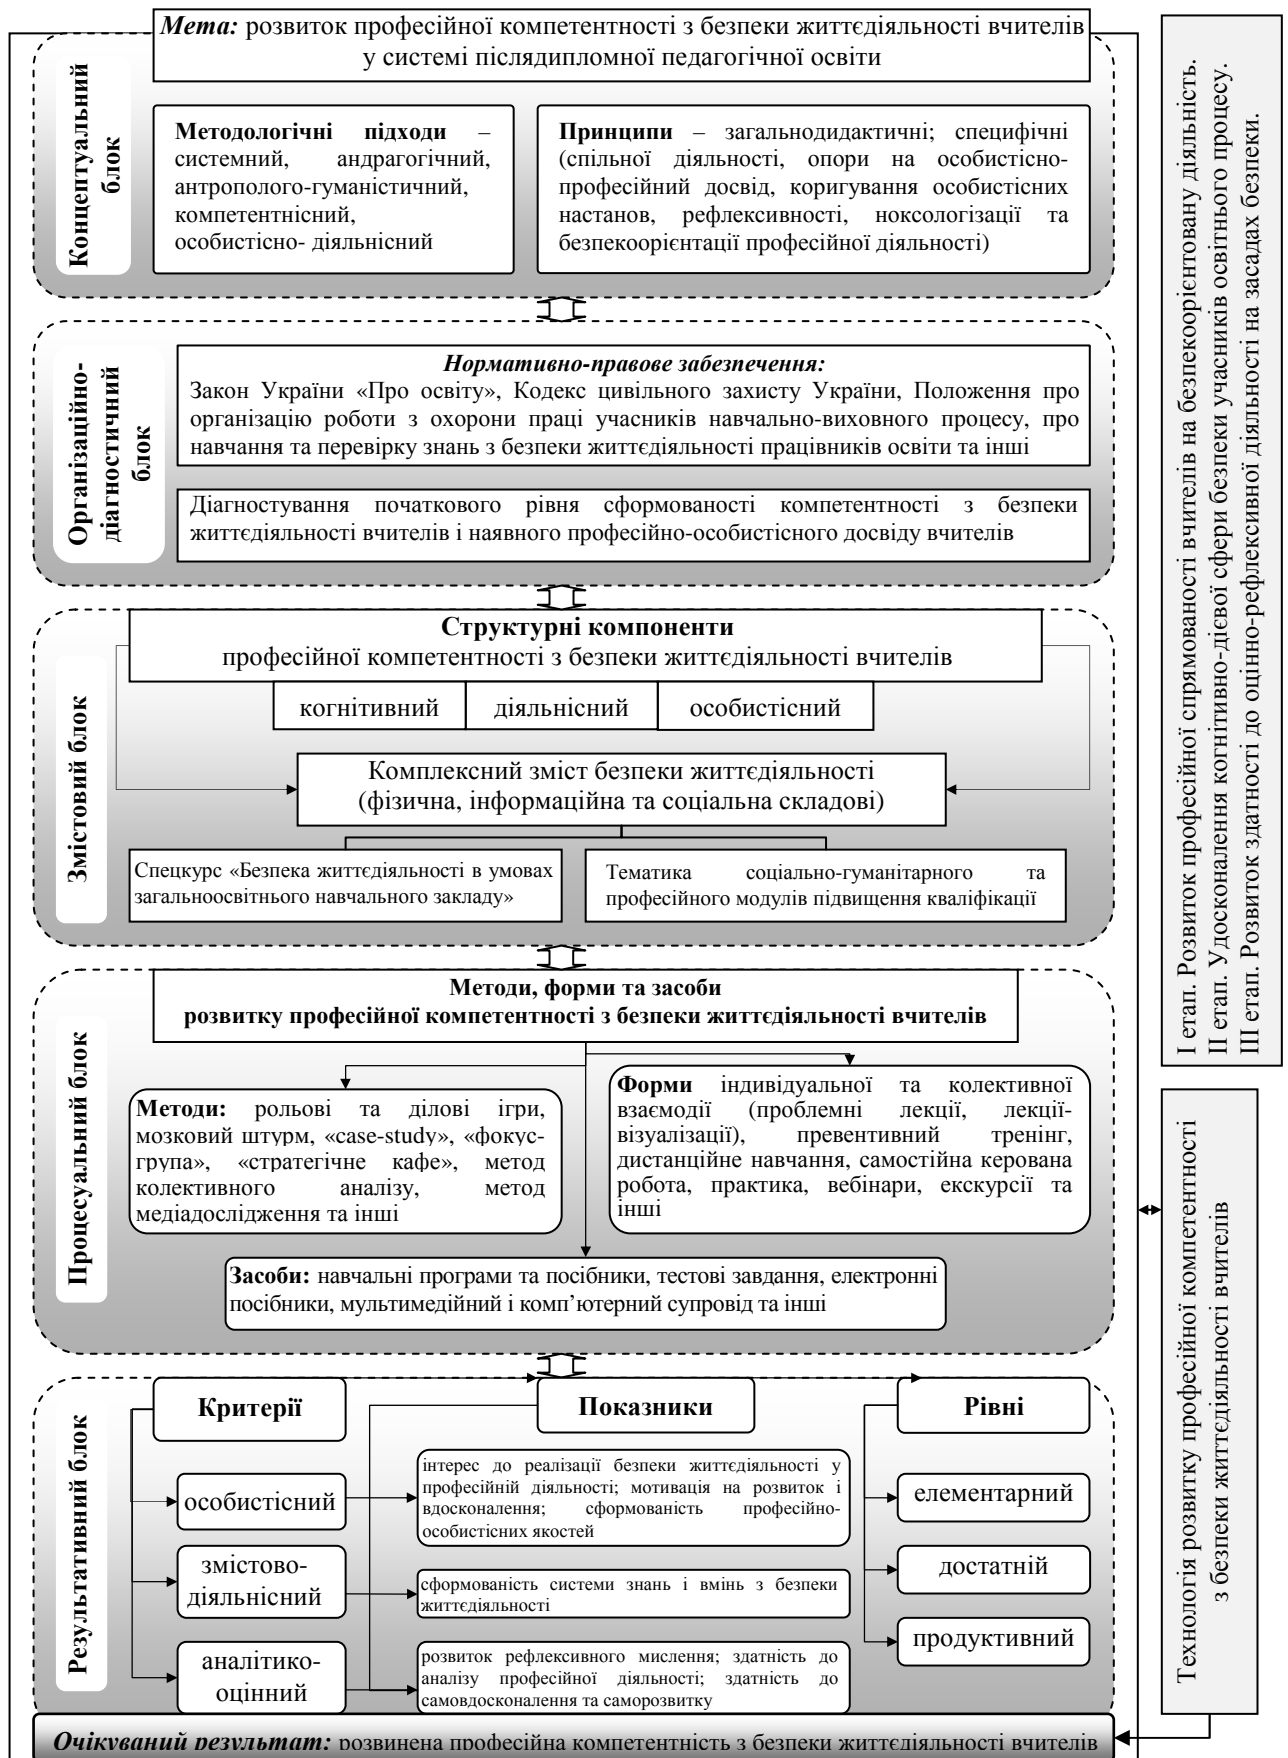 Мета: розвиток професійної компетентності з безпеки життєдіяльності вчителів
у системі післядипломної педагогічної освіти
Концептуальний
блок
Методологічні підходи –
системний, андрагогічний,
антрополого-гуманістичний,
компетентнісний,
особистісно- діяльнісний
Принципи – загальнодидактичні; специфічні
(спільної діяльності, опори на особистісно-
професійний досвід, коригування особистісних
настанов, рефлексивності, ноксологізації та
безпекоорієнтації професійної діяльності)
Організаційно-
діагностичний
блок
Нормативно-правове забезпечення:
Закон України «Про освіту», Кодекс цивільного захисту України, Положення про
організацію роботи з охорони праці учасників навчально-виховного процесу, про
навчання та перевірку знань з безпеки життєдіяльності працівників освіти та інші
Діагностування початкового рівня сформованості компетентності з безпеки
життєдіяльності вчителів і наявного професійно-особистісного досвіду вчителів
Змістовий блок
Структурні компоненти
професійної компетентності з безпеки життєдіяльності вчителів
когнітивний
діяльнісний
особистісний
Комплексний зміст безпеки життєдіяльності
(фізична, інформаційна та соціальна складові)
Спецкурс «Безпека життєдіяльності в умовах
загальноосвітнього навчального закладу»
Тематика соціально-гуманітарного та
професійного модулів підвищення кваліфікації
Процесуальний блок
Методи, форми та засоби
розвитку професійної компетентності з безпеки життєдіяльності вчителів
Методи: рольові та ділові ігри,
мозковий штурм, «case-study», «фокус-
група», «стратегічне кафе», метод
колективного аналізу, метод
медіадослідження та інші
Форми індивідуальної та колективної
взаємодії (проблемні лекції, лекції-
візуалізації), превентивний тренінг,
дистанційне навчання, самостійна керована
робота, практика, вебінари, екскурсії та
інші
Засоби: навчальні програми та посібники, тестові завдання, електронні
посібники, мультимедійний і комп’ютерний супровід та інші
Результативний блок
Критерії
Показники
Рівні
особистісний
інтерес до реалізації безпеки життєдіяльності у
професійній діяльності; мотивація на розвиток і
вдосконалення; сформованість професійно-
особистісних якостей
елементарний
змістово-
діяльнісний
сформованість системи знань і вмінь з безпеки
життєдіяльності
достатній
аналітико-
оцінний
розвиток рефлексивного мислення; здатність до
аналізу професійної діяльності; здатність до
самовдосконалення та саморозвитку
продуктивний
Очікуваний результат: розвинена професійна компетентність з безпеки життєдіяльності вчителів
І етап. Розвиток професійної спрямованості вчителів на безпекоорієнтовану діяльність.
ІІ етап. Удосконалення когнітивно-дієвої сфери безпеки учасників освітнього процесу.
ІІІ етап. Розвиток здатності до оцінно-рефлексивної діяльності на засадах безпеки.
Технологія розвитку професійної компетентності
з безпеки життєдіяльності вчителів